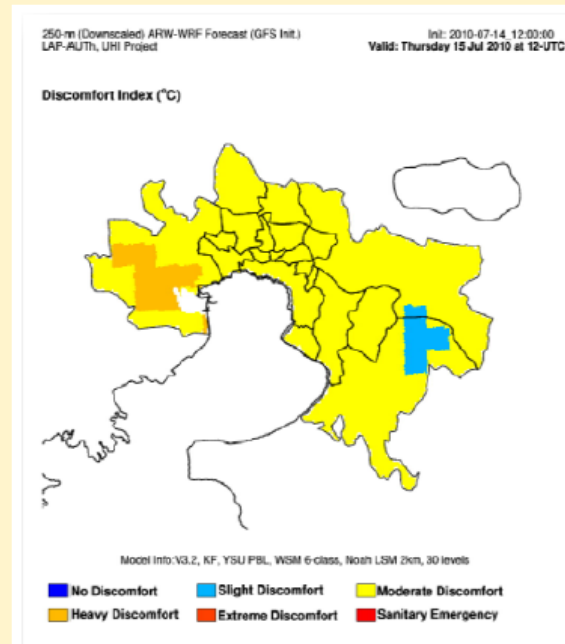 250-m (Downscaled) ARW-WRF Forecast (GFS Init.)
Init: 2010-07-14_12:00:00
LAP-AUTh, UHI Project
Valid: Thursday 15 Jul 2010 at 12-UTC
Discomfort Index (°C)
Model Info:V3.2, KF, YSU PBL, WSM 6-class, Noah LSM 2km, 30 levels
No Discomfort
Slight Discomfort
Moderate Discomfort
Heavy Discomfort
Extreme Discomfort
Sanitary Emergency